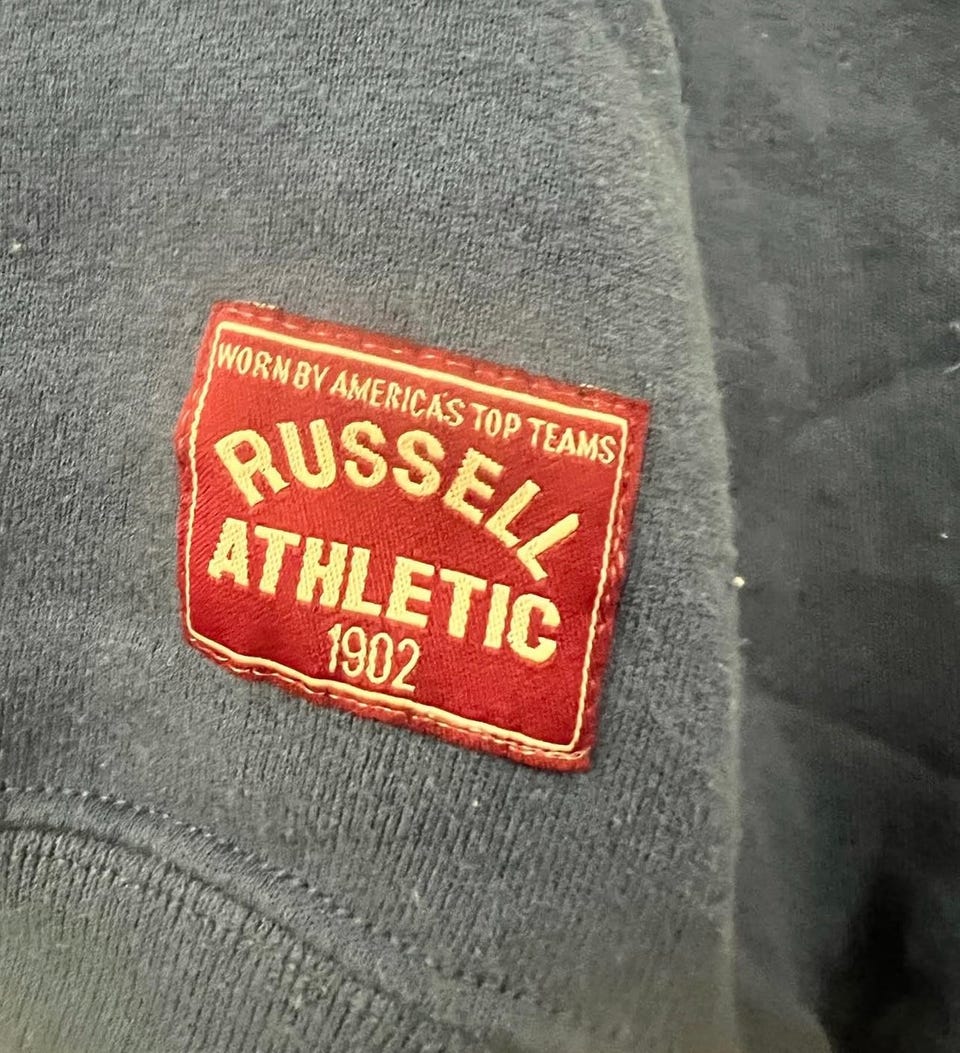 WORN BY AMERICA'S TOP TEAMS
RUSSELL
ATHLETIC
1902